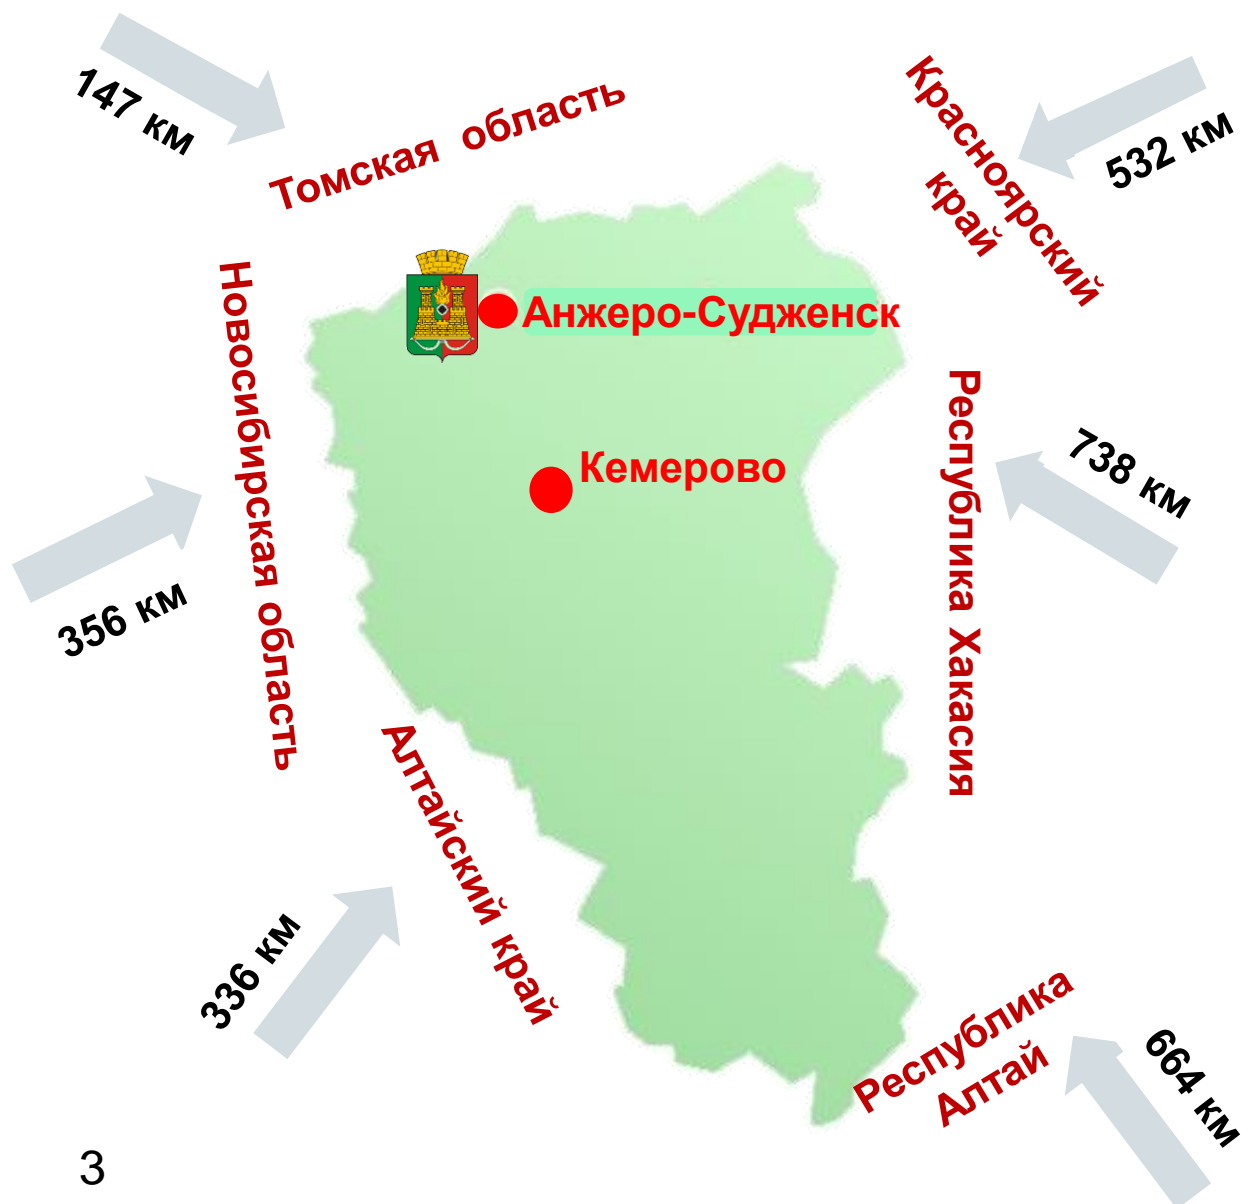 147 км
Томская область
Красноярский
край
532 км
Новосибирская область
Анжеро-Судженск
Республика Хакасия
738 км
Кемерово
356 км
Алтайский край
336 км
Республика
Алтай
664 км
3